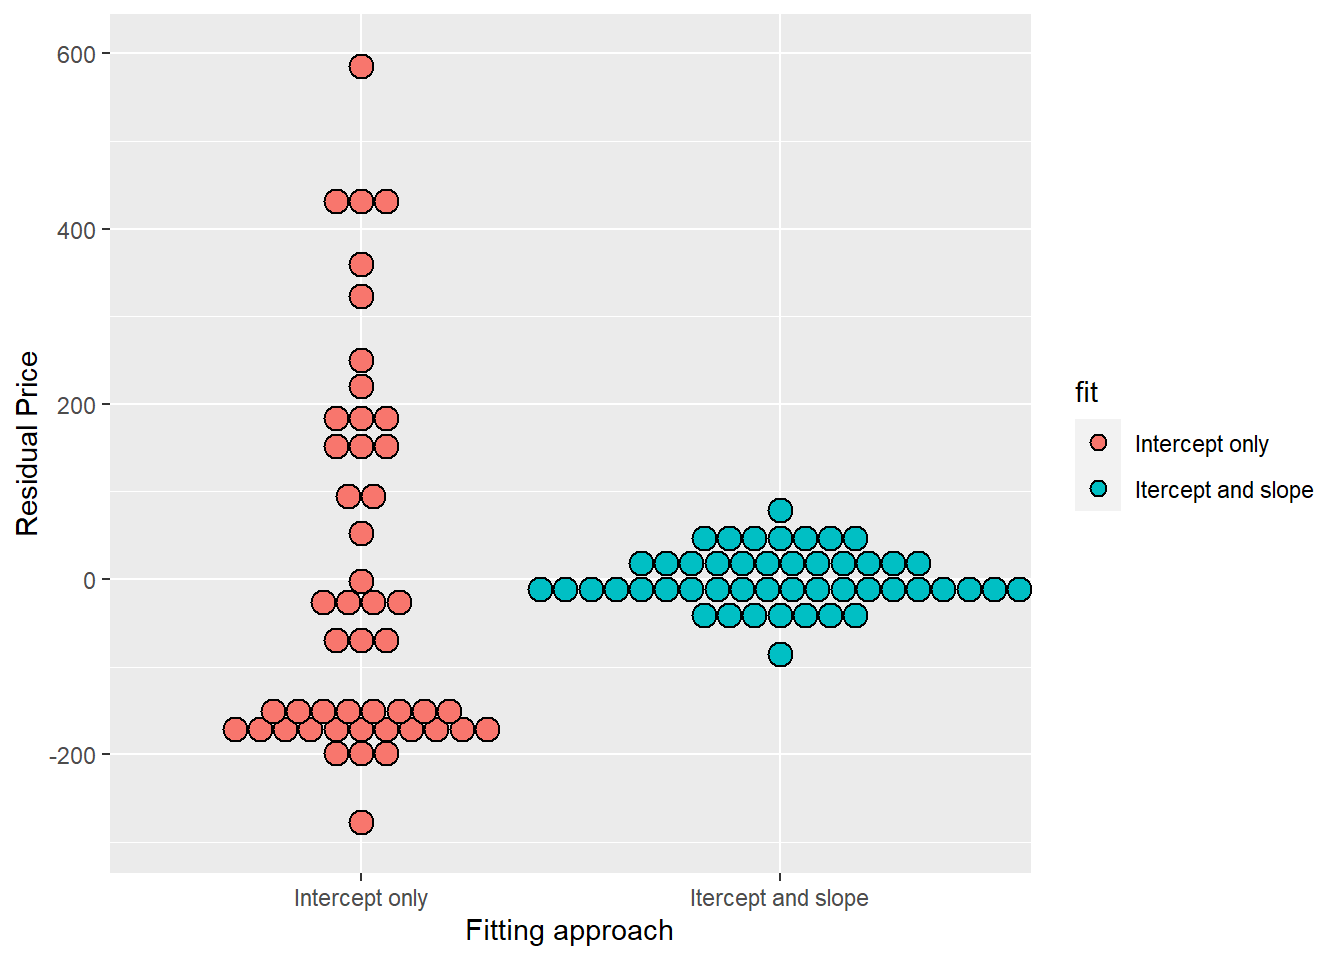 600
400
200
0
-200
Residual Price
Intercept only
Itercept and slope
Fitting approach
fit
Intercept only
Itercept and slope